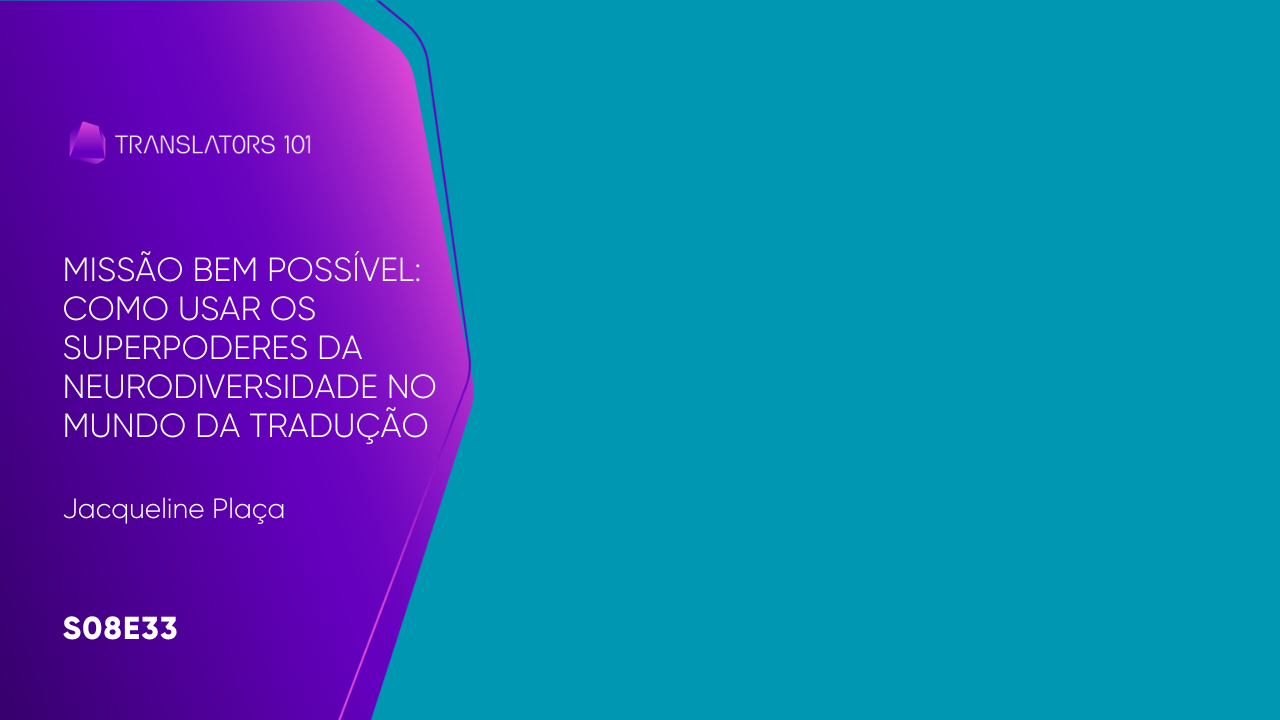 TRANSLATORS 101
MISSÃO BEM POSSÍVEL:
COMO USAR OS
SUPERPODERES DA
NEURODIVERSIDADE NO
MUNDO DA TRADUÇÃO
Jacqueline Plaça
S08E33